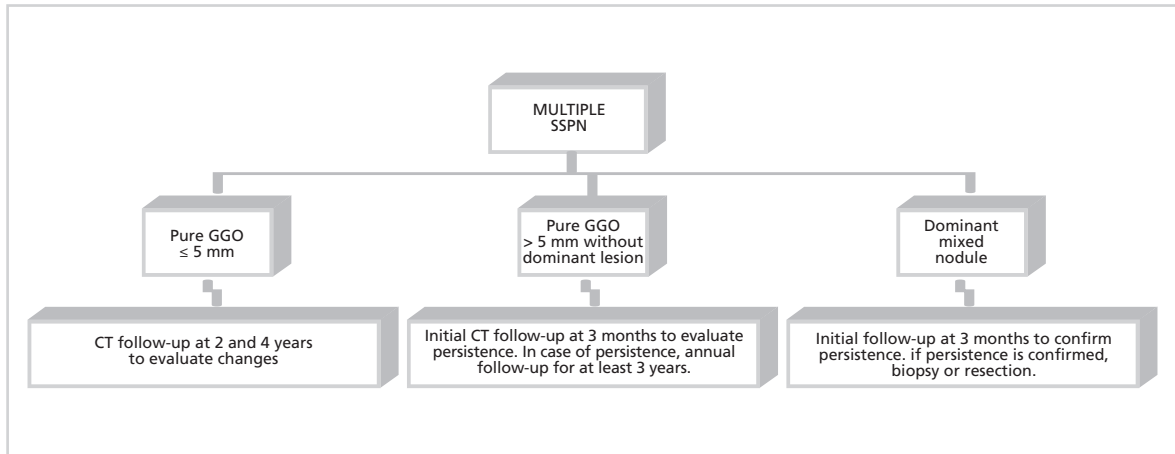 MULTIPLE
SSPN
Pure GGO
≤ 5 mm
Pure GGO
> 5 mm without
dominant lesion
Dominant
mixed
nodule
CT follow-up at 2 and 4 years
to evaluate changes
Initial CT follow-up at 3 months to evaluate
persistence. In case of persistence, annual
follow-up for at least 3 years.
Initial follow-up at 3 months to confirm
persistence. if persistence is confirmed,
biopsy or resection.